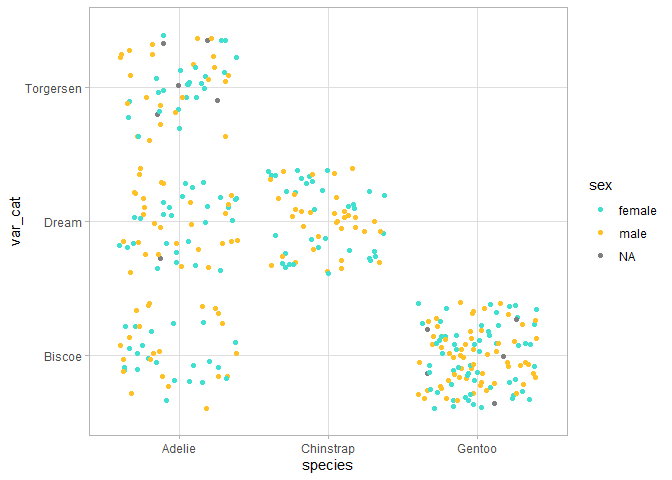 Torgersen
Dream
Biscoe
var_cat
Adelie
Chinstrap
Gentoo
species
sex
female
male
NA